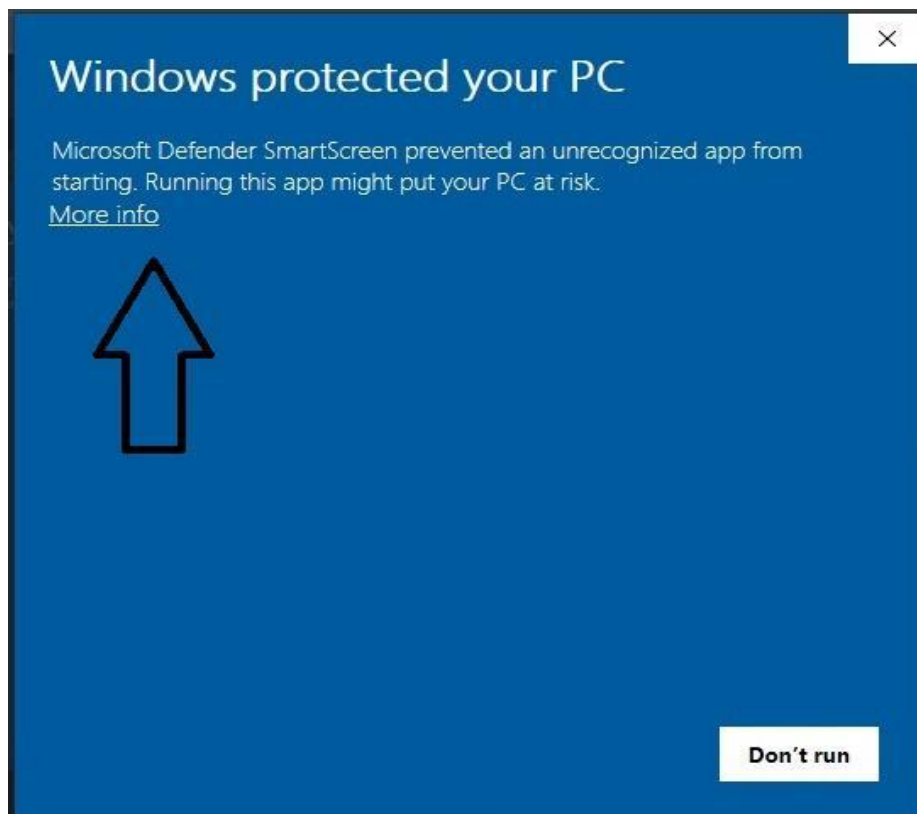 Windows protected your PC
Microsoft Defender SmartScreen prevented an unrecognized app from
starting. Running this app might put your PC at risk.
More info
Don't run